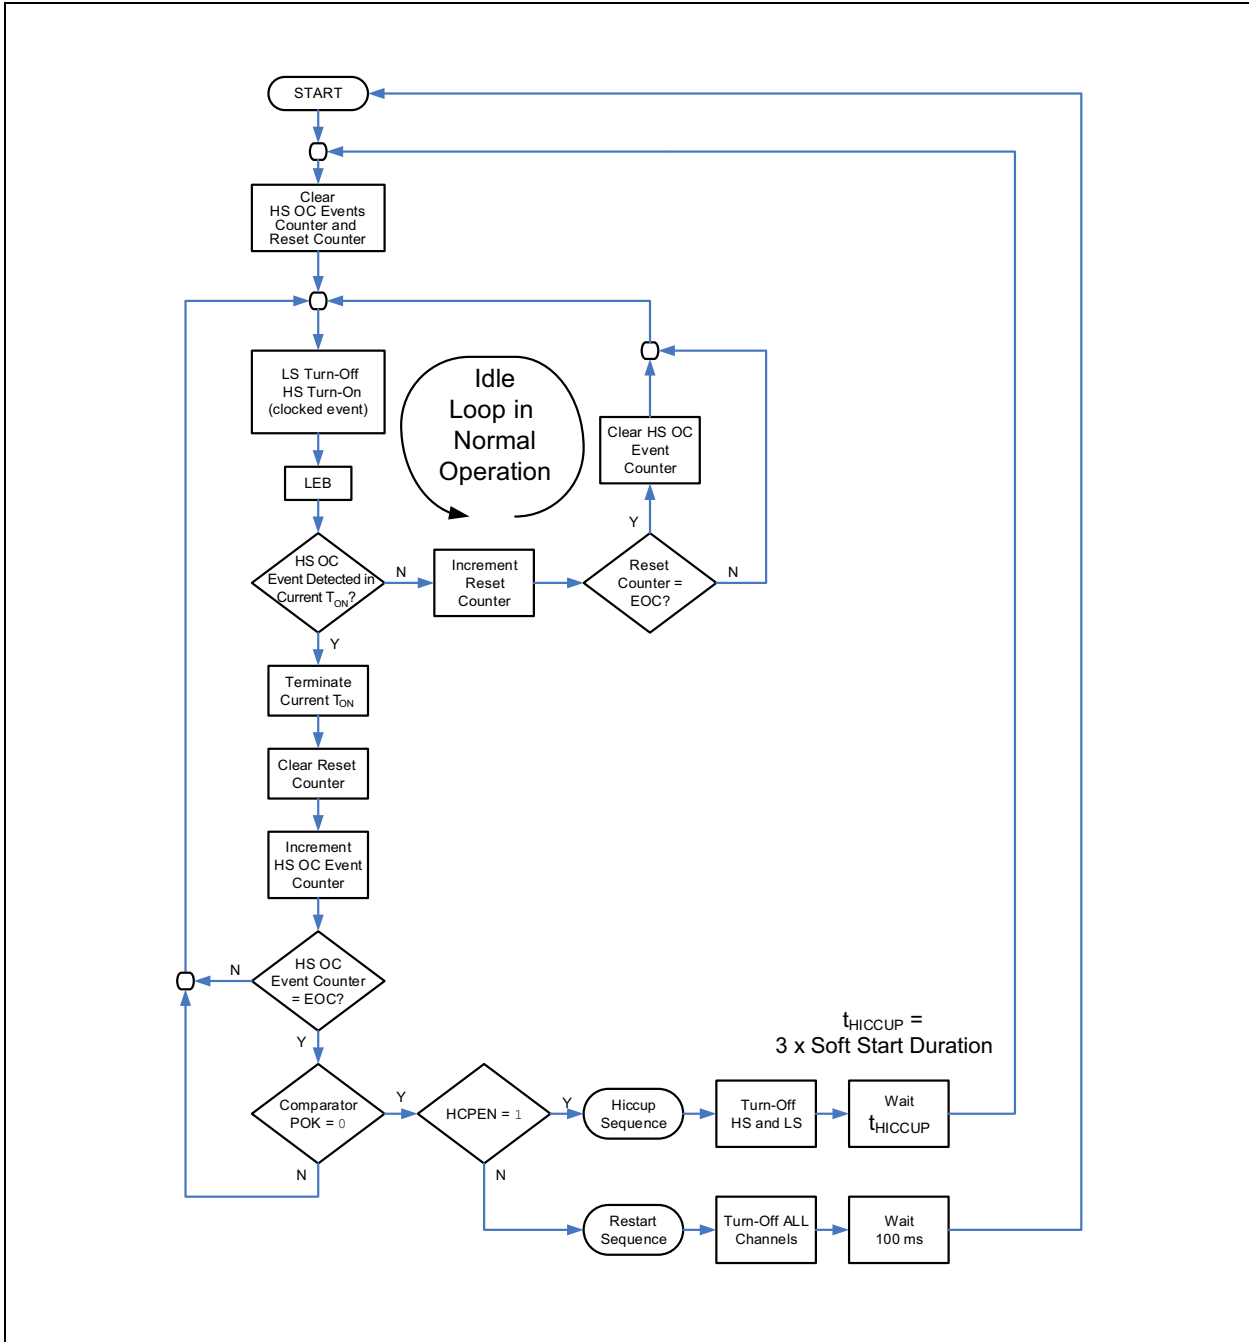 START
Clear
HS OC Events
Counter and
Reset Counter
LS Turn-Off
HS Turn-On
(clocked event)
Idle
Loop in
Normal
Operation
Clear HS OC
Event
Counter
LEB
Y
HS OC
Event Detected in
Current TON?
N
Increment
Reset
Counter
Reset
Counter =
EOC?
N
Y
Terminate
Current TON
Clear Reset
Counter
Increment
HS OC Event
Counter
HS OC
Event Counter
= EOC?
N
Y
tHICCUP =
3 x Soft Start Duration
Comparator
POK = 0
Y
N
HCPEN = 1
Y
N
Hiccup
Sequence
Turn-Off
HS and LS
Wait
tHICCUP
Restart
Sequence
Turn-Off ALL
Channels
Wait
100 ms